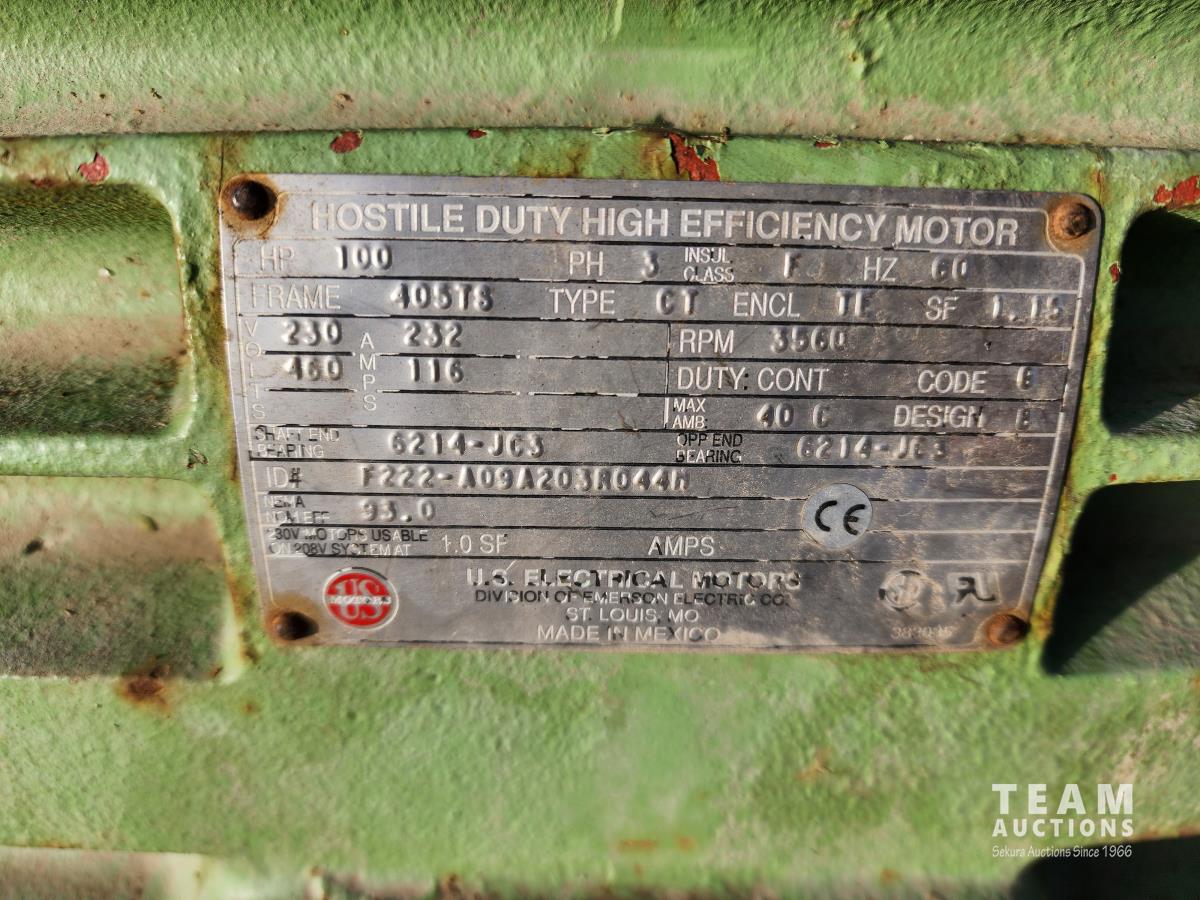 HOSTILE DUTY HIGH EFFICIENCY MOTOR
HP 100 PH 3 INSUL CLASS F HZ 60
FRAME 405TS TYPE CT ENCL TE SF 1.15
VOLTS 230 AMPS 232 RPM 3560
460 116 DUTY: CONT CODE G
MAX AMB: 40 C DESIGN B
SHAFT END BEARING 6214-JC3 OPP END BEARING 6214-JC3
ID# F222-A09A203R044
NEMA NOM EFF 93.0
CE
230V MOTORS USABLE ON 208V SYSTEM AT 1.0 SF AMPS
US MOTORS
U.S. ELECTRICAL MOTORS
DIVISION OF EMERSON ELECTRIC CO.
ST. LOUIS, MO
MADE IN MEXICO
TEAM
AUCTIONS
Sekura Auctions Since 1966